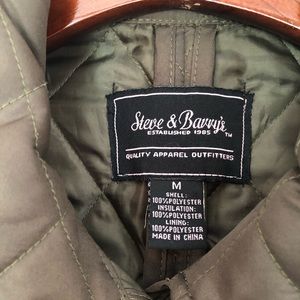 Steve & Barry's
ESTABLISHED 1985
TM
QUALITY APPAREL OUTFITTERS
M
SHELL:
100%POLYESTER
INSULATION:
100%POLYESTER
LINING:
100%POLYESTER
MADE IN CHINA